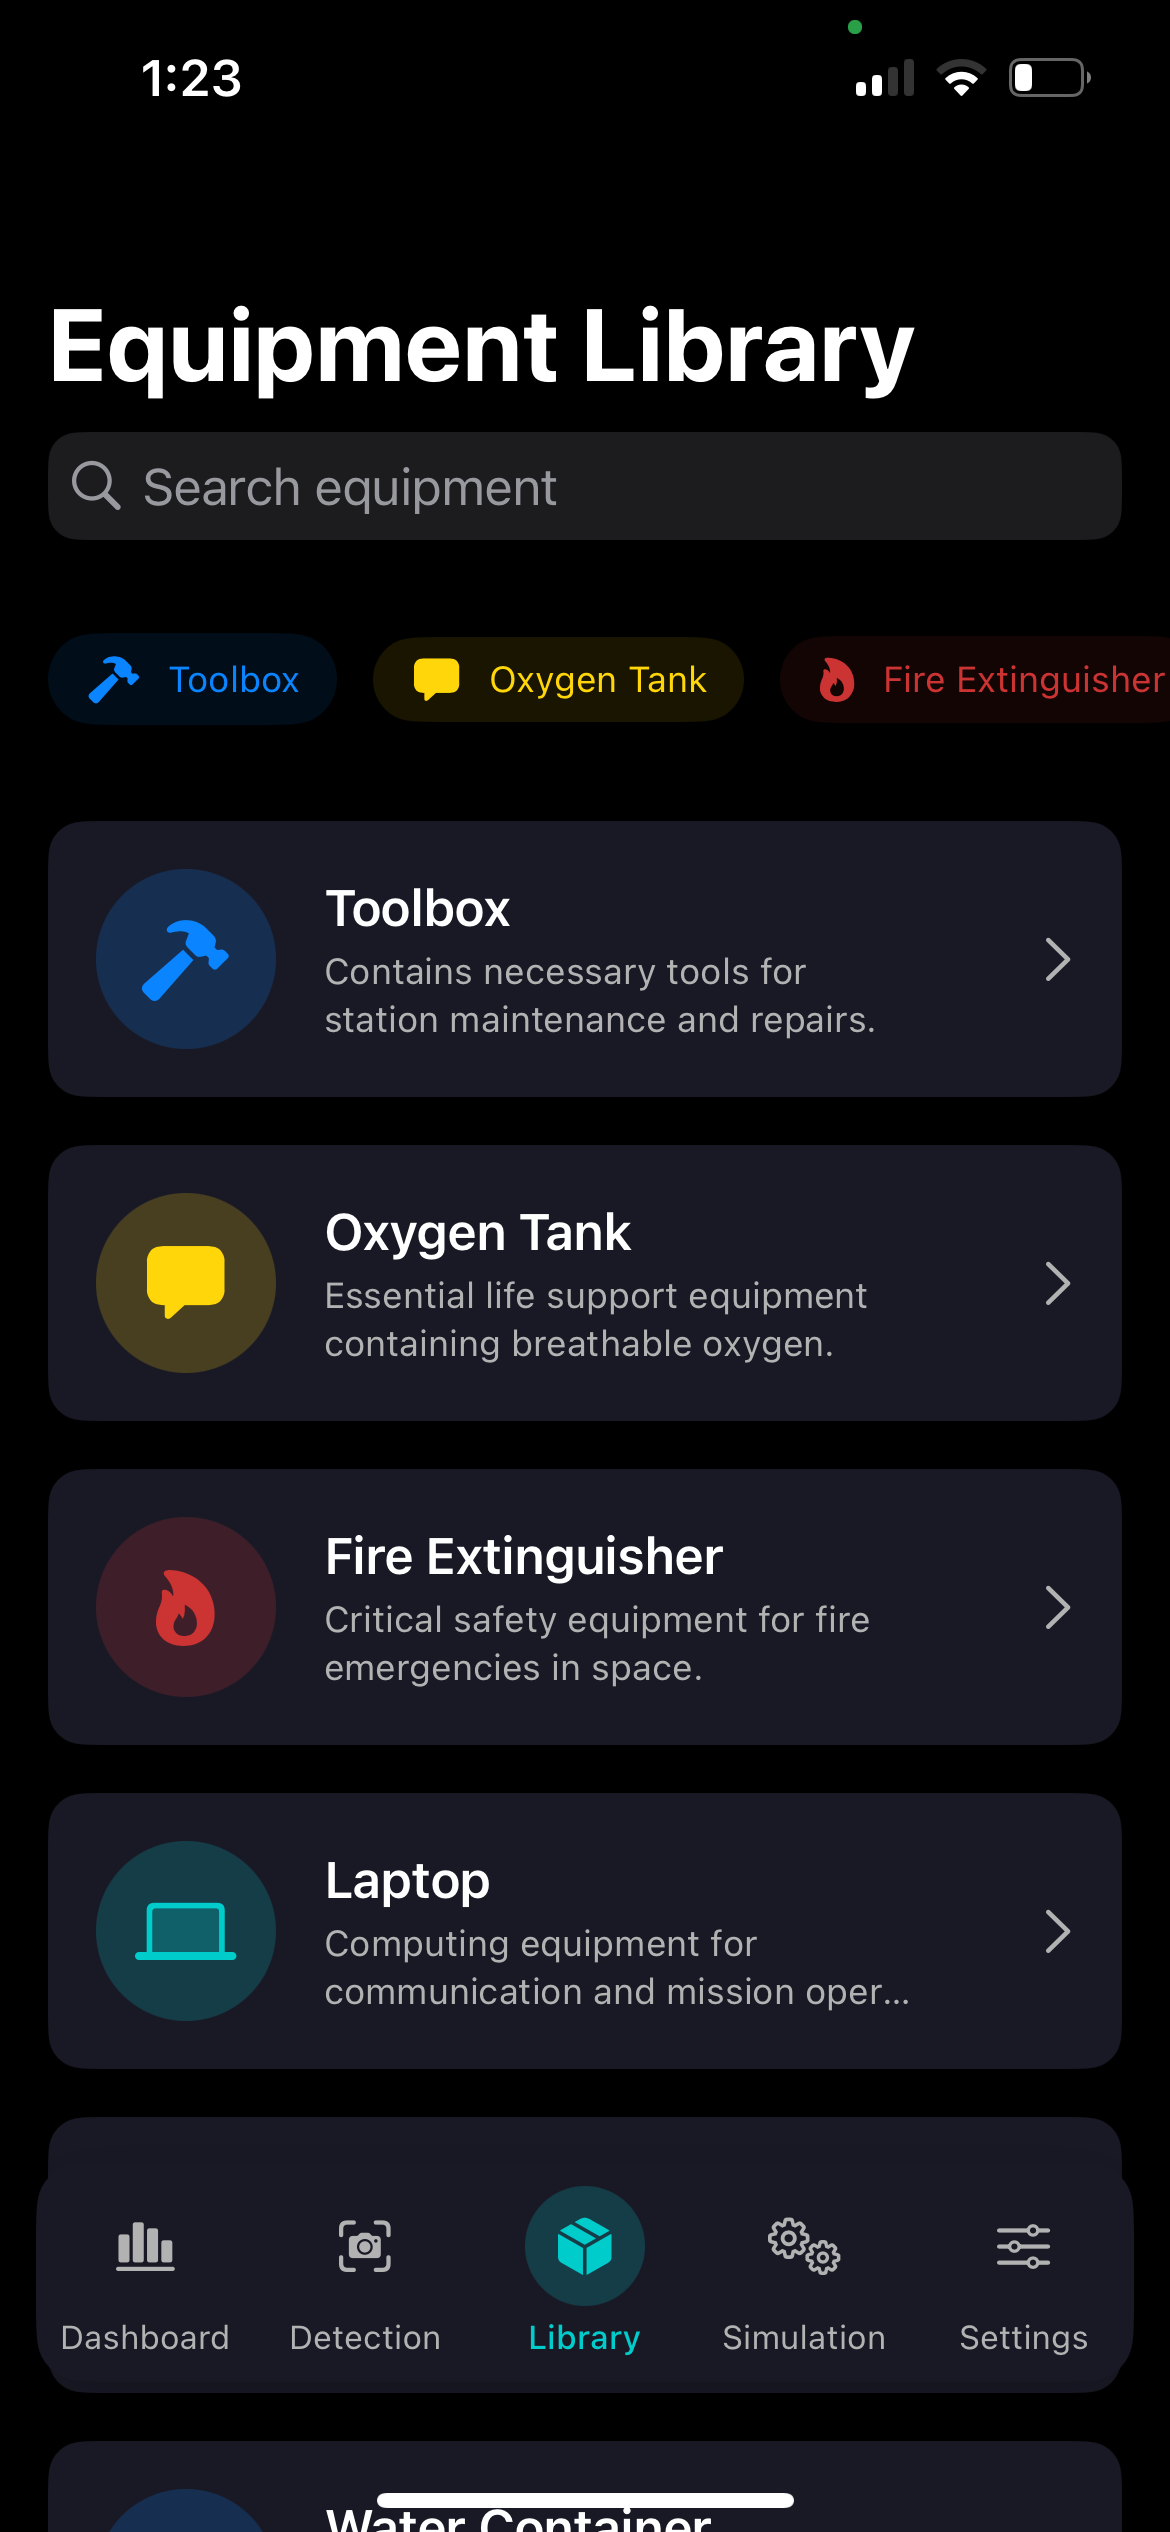 1:23
Equipment Library
Search equipment
Toolbox
Oxygen Tank
Fire Extinguisher
Toolbox
Contains necessary tools for
station maintenance and repairs.
Oxygen Tank
Essential life support equipment
containing breathable oxygen.
Fire Extinguisher
Critical safety equipment for fire
emergencies in space.
Laptop
Computing equipment for
communication and mission oper...
Dashboard
Detection
Library
Simulation
Settings
Water Container